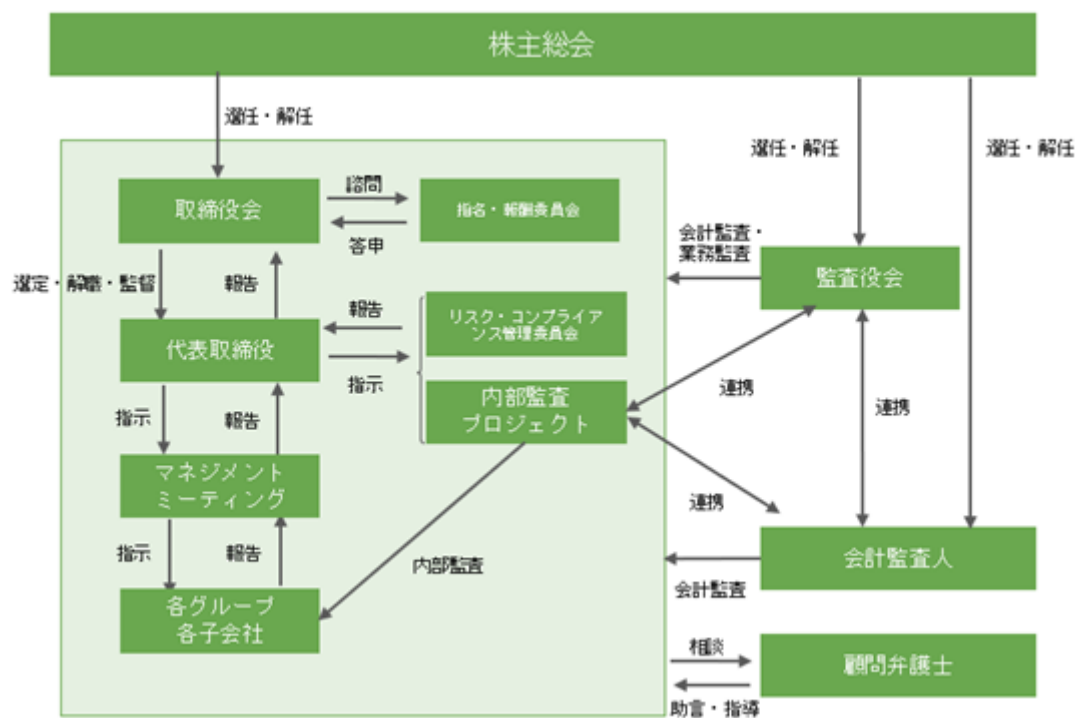 株主総会
選任・解任
選任・解任
選任・解任
取締役会
諮問
答申
指名・報酬委員会
会計監査・
業務監査
監査役会
選定・解職・監督
報告
報告
リスク・コンプライア
ンス管理委員会
代表取締役
指示
内部監査
プロジェクト
連携
連携
指示
報告
マネジメント
ミーティング
連携
指示
報告
内部監査
会計監査人
会計監査
各グループ
各子会社
相談
顧問弁護士
助言・指導